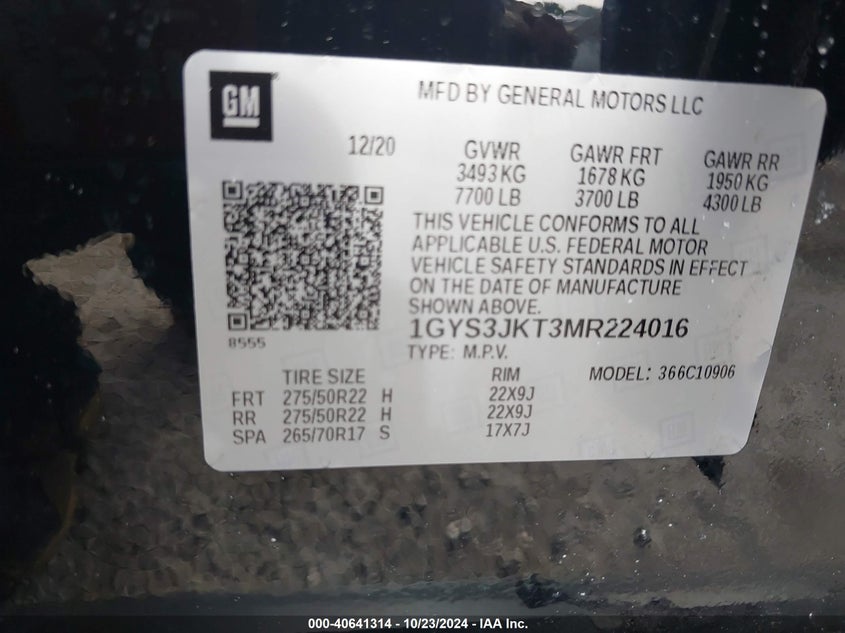 GM
MFD BY GENERAL MOTORS LLC
12/20 GVWR GAWR FRT GAWR RR
3493 KG 1678 KG 1950 KG
7700 LB 3700 LB 4300 LB
THIS VEHICLE CONFORMS TO ALL
APPLICABLE U.S. FEDERAL MOTOR
VEHICLE SAFETY STANDARDS IN EFFECT
ON THE DATE OF MANUFACTURE
SHOWN ABOVE.
8555
1GYS3JKT3MR224016
TYPE: M.P.V.
MODEL: 366C10906
TIRE SIZE RIM
FRT 275/50R22 H 22X9J
RR 275/50R22 H 22X9J
SPA 265/70R17 S 17X7J
000-40641314 - 10/23/2024 - IAA Inc.